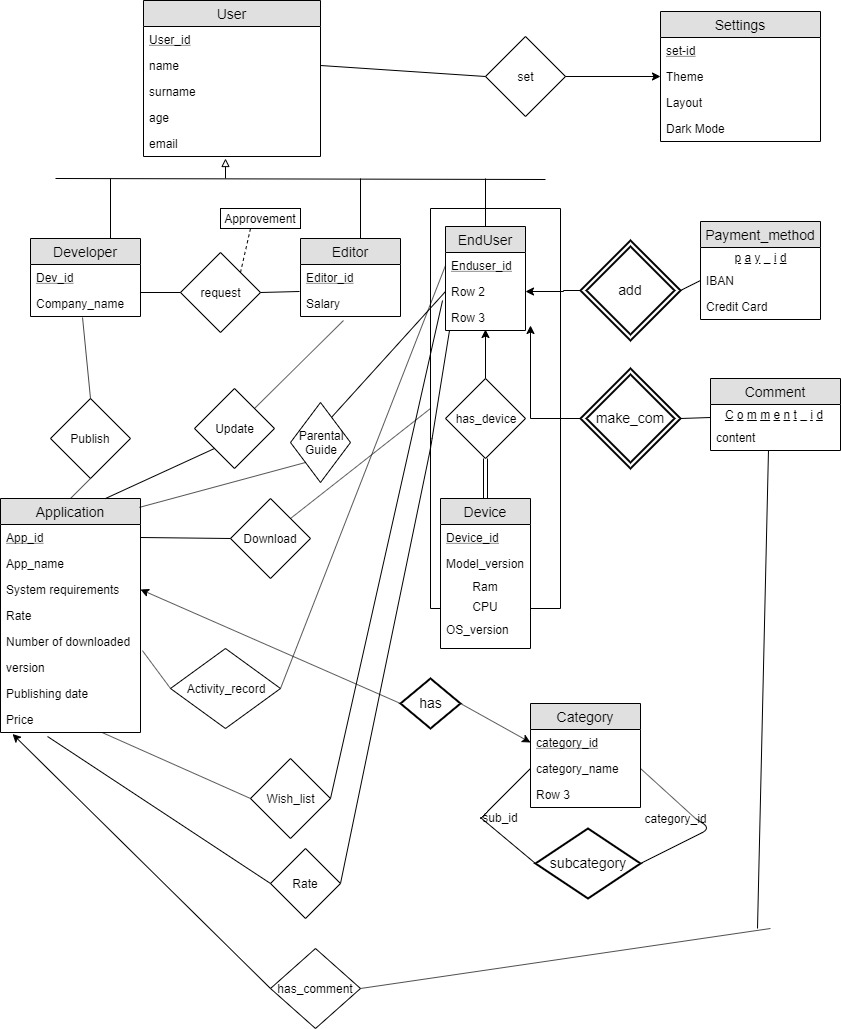 User
User_id
name
surname
age
email
set
Settings
set-id
Theme
Layout
Dark Mode
Approvement
Developer
Dev_id
Company_name
request
Editor
Editor_id
Salary
EndUser
Enduser_id
Row 2
Row 3
add
Payment_method
pay_id
IBAN
Credit Card
Publish
Update
Parental
Guide
has_device
make_com
Comment
Comment_id
content
Application
App_id
App_name
System requirements
Rate
Number of downloaded
version
Publishing date
Price
Download
Device
Device_id
Model_version
Ram
CPU
OS_version
Activity_record
has
Category
category_id
category_name
Row 3
sub_id
category_id
subcategory
Wish_list
Rate
has_comment